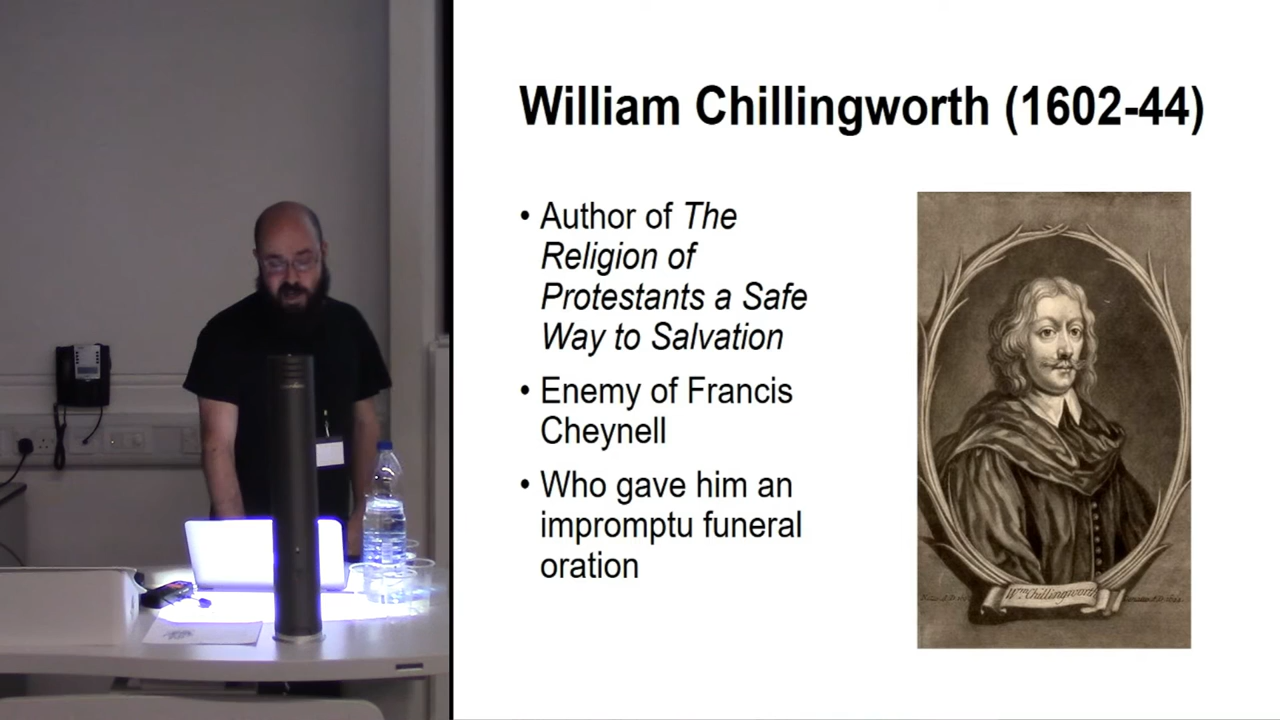 William Chillingworth (1602-44)
• Author of The
Religion of
Protestants a Safe
Way to Salvation
• Enemy of Francis
Cheynell
• Who gave him an
impromptu funeral
oration
Wm. Chillingworth